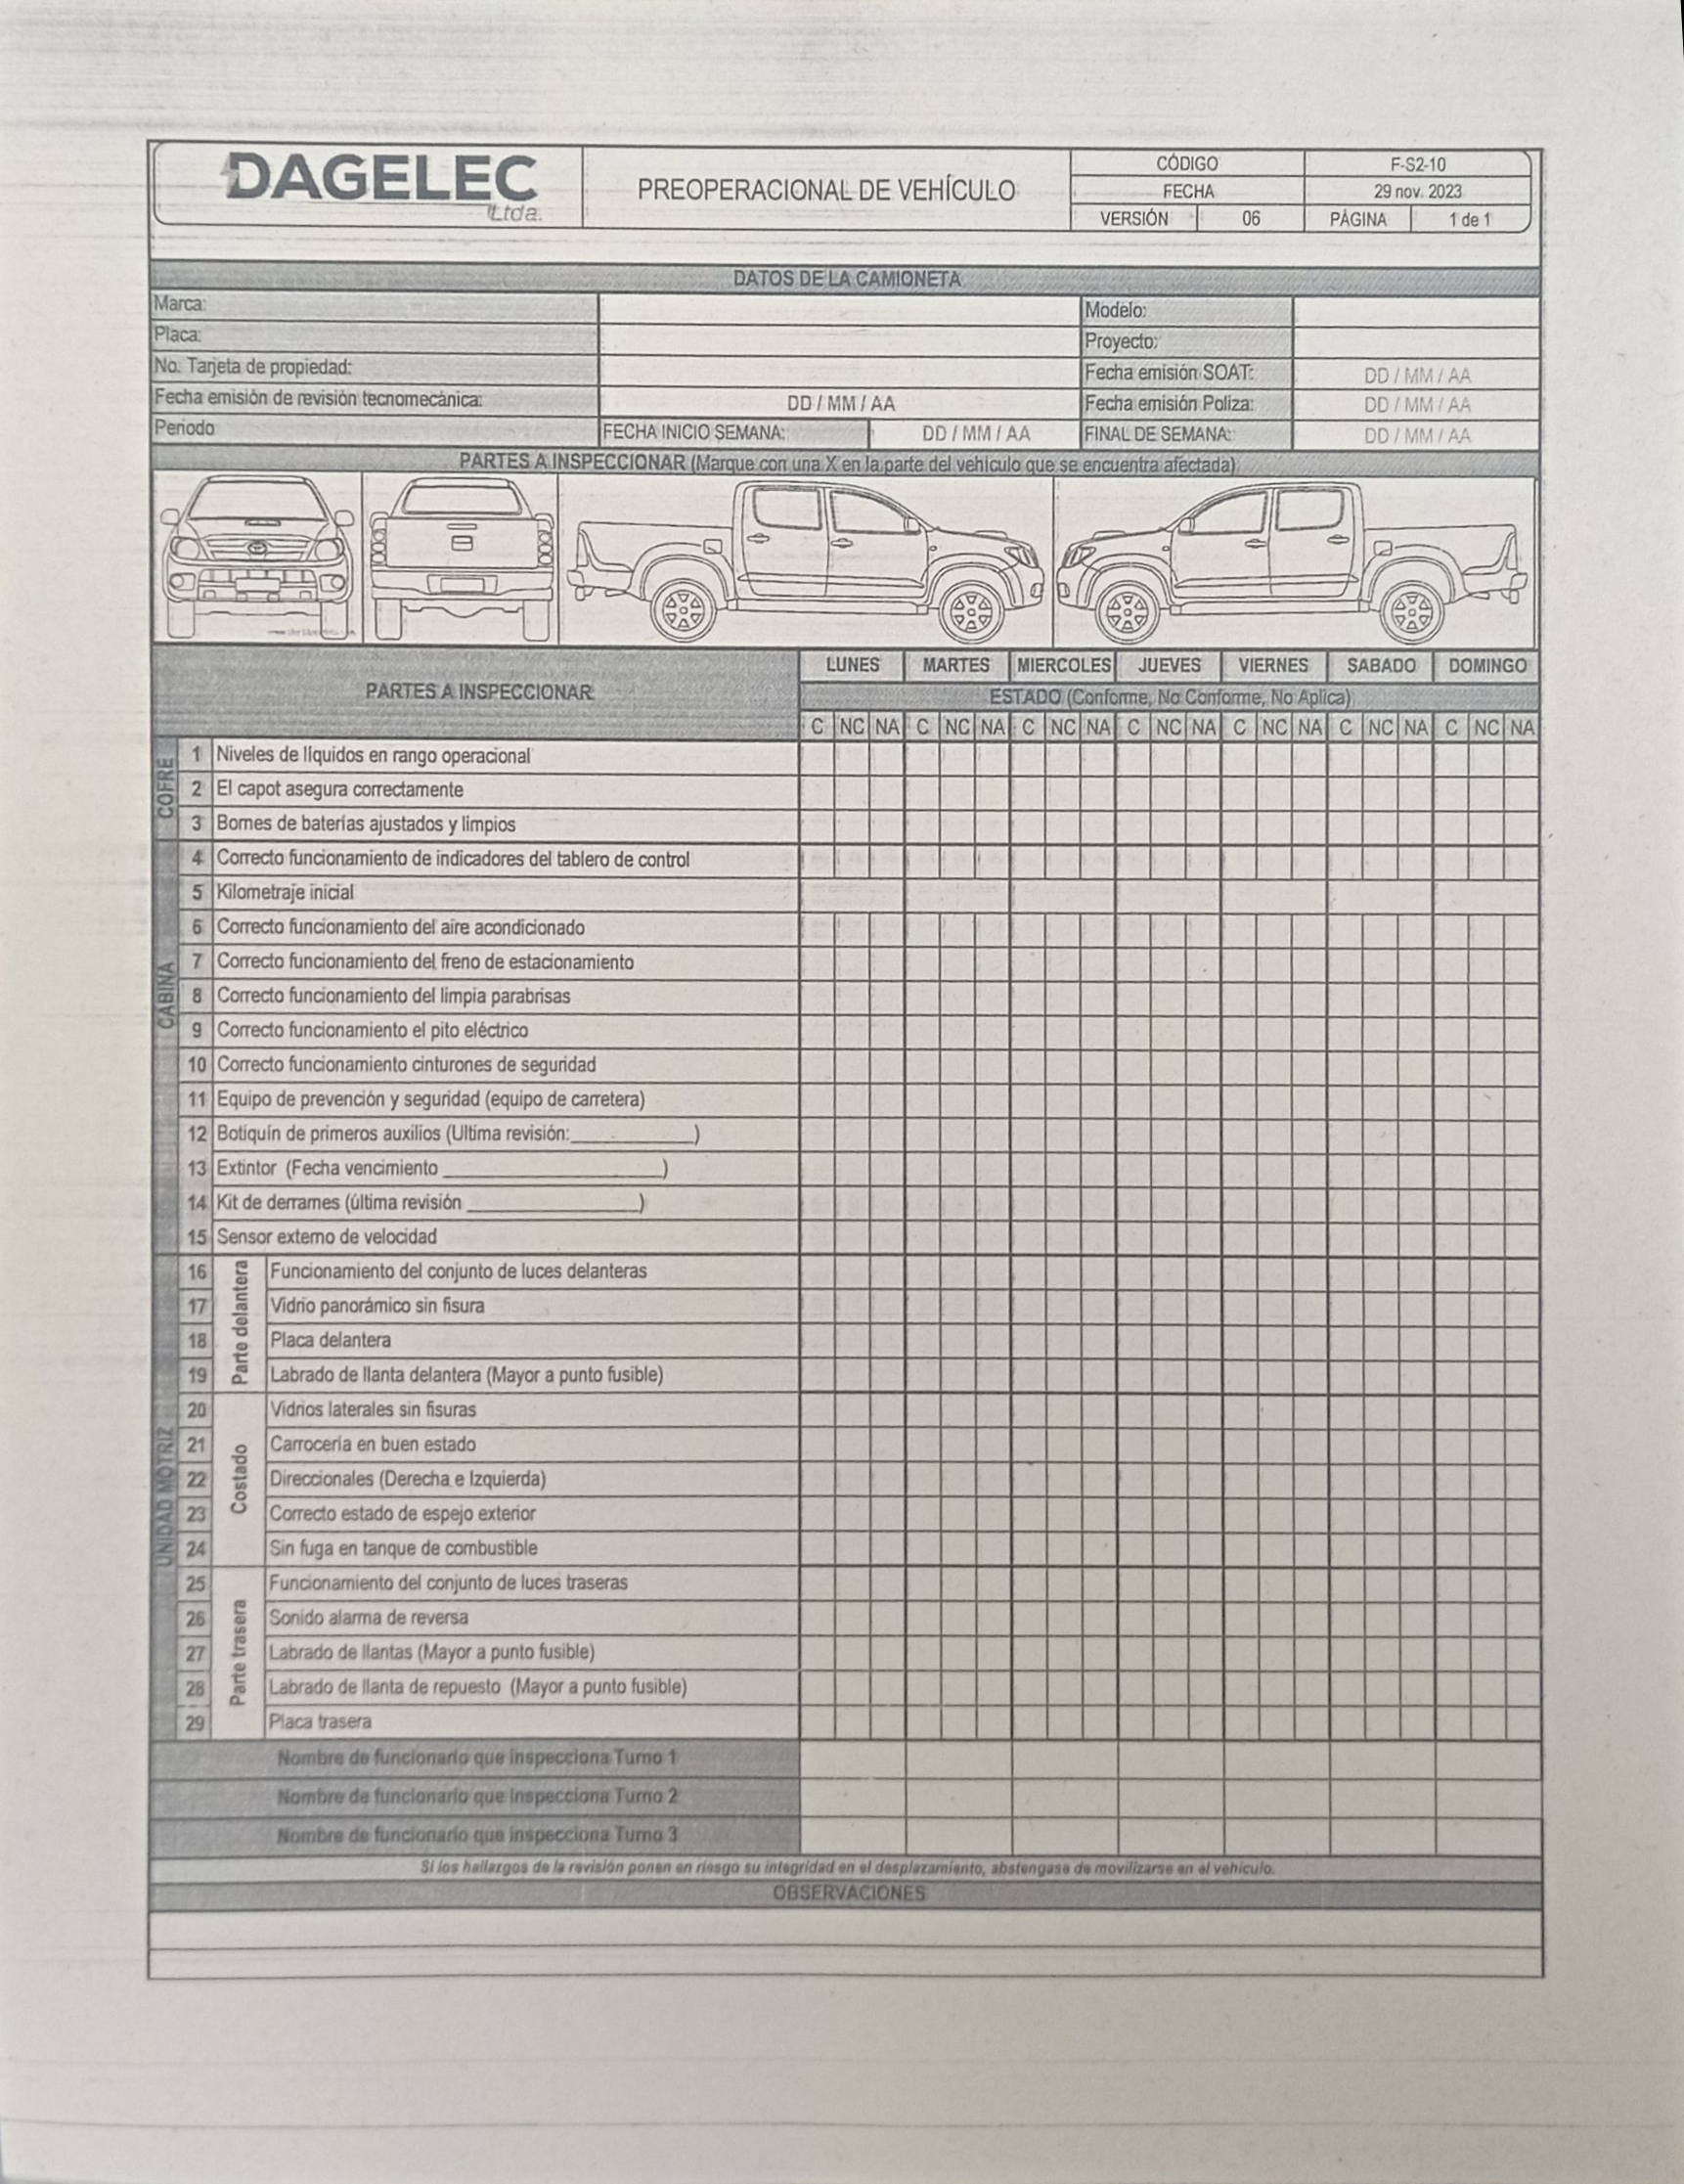 DAGELEC
Ltda.
PREOPERACIONAL DE VEHÍCULO
CÓDIGO F-S2-10
FECHA 29 nov. 2023
VERSIÓN 06 PÁGINA 1 de 1
DATOS DE LA CAMIONETA
Marca: Modelo:
Placa: Proyecto:
No. Tarjeta de propiedad: Fecha emisión SOAT: DD / MM / AA
Fecha emisión de revisión tecnomecánica: DD / MM / AA Fecha emisión Poliza: DD / MM / AA
Periodo FECHA INICIO SEMANA: DD / MM / AA FINAL DE SEMANA: DD / MM / AA
PARTES A INSPECCIONAR (Marque con una X en la parte del vehículo que se encuentra afectada)
PARTES A INSPECCIONAR
LUNES MARTES MIERCOLES JUEVES VIERNES SABADO DOMINGO
ESTADO (Conforme, No Conforme, No Aplica)
C NC NA C NC NA C NC NA C NC NA C NC NA C NC NA C NC NA
COFRE
1 Niveles de líquidos en rango operacional
2 El capot asegura correctamente
3 Bornes de baterías ajustados y limpios
CABINA
4 Correcto funcionamiento de indicadores del tablero de control
5 Kilometraje inicial
6 Correcto funcionamiento del aire acondicionado
7 Correcto funcionamiento del freno de estacionamiento
8 Correcto funcionamiento del limpia parabrisas
9 Correcto funcionamiento el pito eléctrico
10 Correcto funcionamiento cinturones de seguridad
11 Equipo de prevención y seguridad (equipo de carretera)
12 Botiquín de primeros auxilios (Ultima revisión:____________)
13 Extintor (Fecha vencimiento _____________________)
14 Kit de derrames (última revisión ________________)
15 Sensor externo de velocidad
UNIDAD MOTRIZ
Parte delantera
16 Funcionamiento del conjunto de luces delanteras
17 Vidrio panorámico sin fisura
18 Placa delantera
19 Labrado de llanta delantera (Mayor a punto fusible)
Costado
20 Vidrios laterales sin fisuras
21 Carrocería en buen estado
22 Direccionales (Derecha e Izquierda)
23 Correcto estado de espejo exterior
24 Sin fuga en tanque de combustible
Parte trasera
25 Funcionamiento del conjunto de luces traseras
26 Sonido alarma de reversa
27 Labrado de llantas (Mayor a punto fusible)
28 Labrado de llanta de repuesto (Mayor a punto fusible)
29 Placa trasera
Nombre de funcionario que inspecciona Turno 1
Nombre de funcionario que inspecciona Turno 2
Nombre de funcionario que inspecciona Turno 3
Si los hallazgos de la revisión ponen en riesgo su integridad en el desplazamiento, abstengase de movilizarse en el vehículo.
OBSERVACIONES